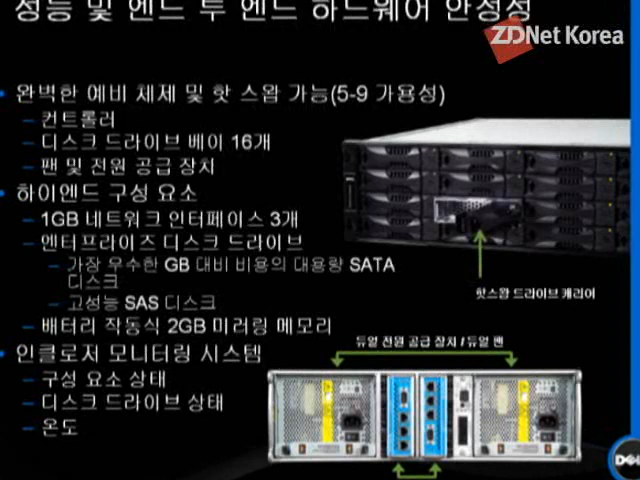 성능 및 엔드 투 엔드 하드웨어 안정성
ZDNet Korea
완벽한 예비 체제 및 핫 스왑 가능(5-9 가용성)
– 컨트롤러
– 디스크 드라이브 베이 16개
– 팬 및 전원 공급 장치
하이엔드 구성 요소
– 1GB 네트워크 인터페이스 3개
– 엔터프라이즈 디스크 드라이브
– 가장 우수한 GB 대비 비용의 대용량 SATA
디스크
– 고성능 SAS 디스크
– 배터리 작동식 2GB 미러링 메모리
핫스왑 드라이브 캐리어
듀얼 전원 공급 장치 / 듀얼 팬
인클로저 모니터링 시스템
– 구성 요소 상태
– 디스크 드라이브 상태
– 온도
DELL